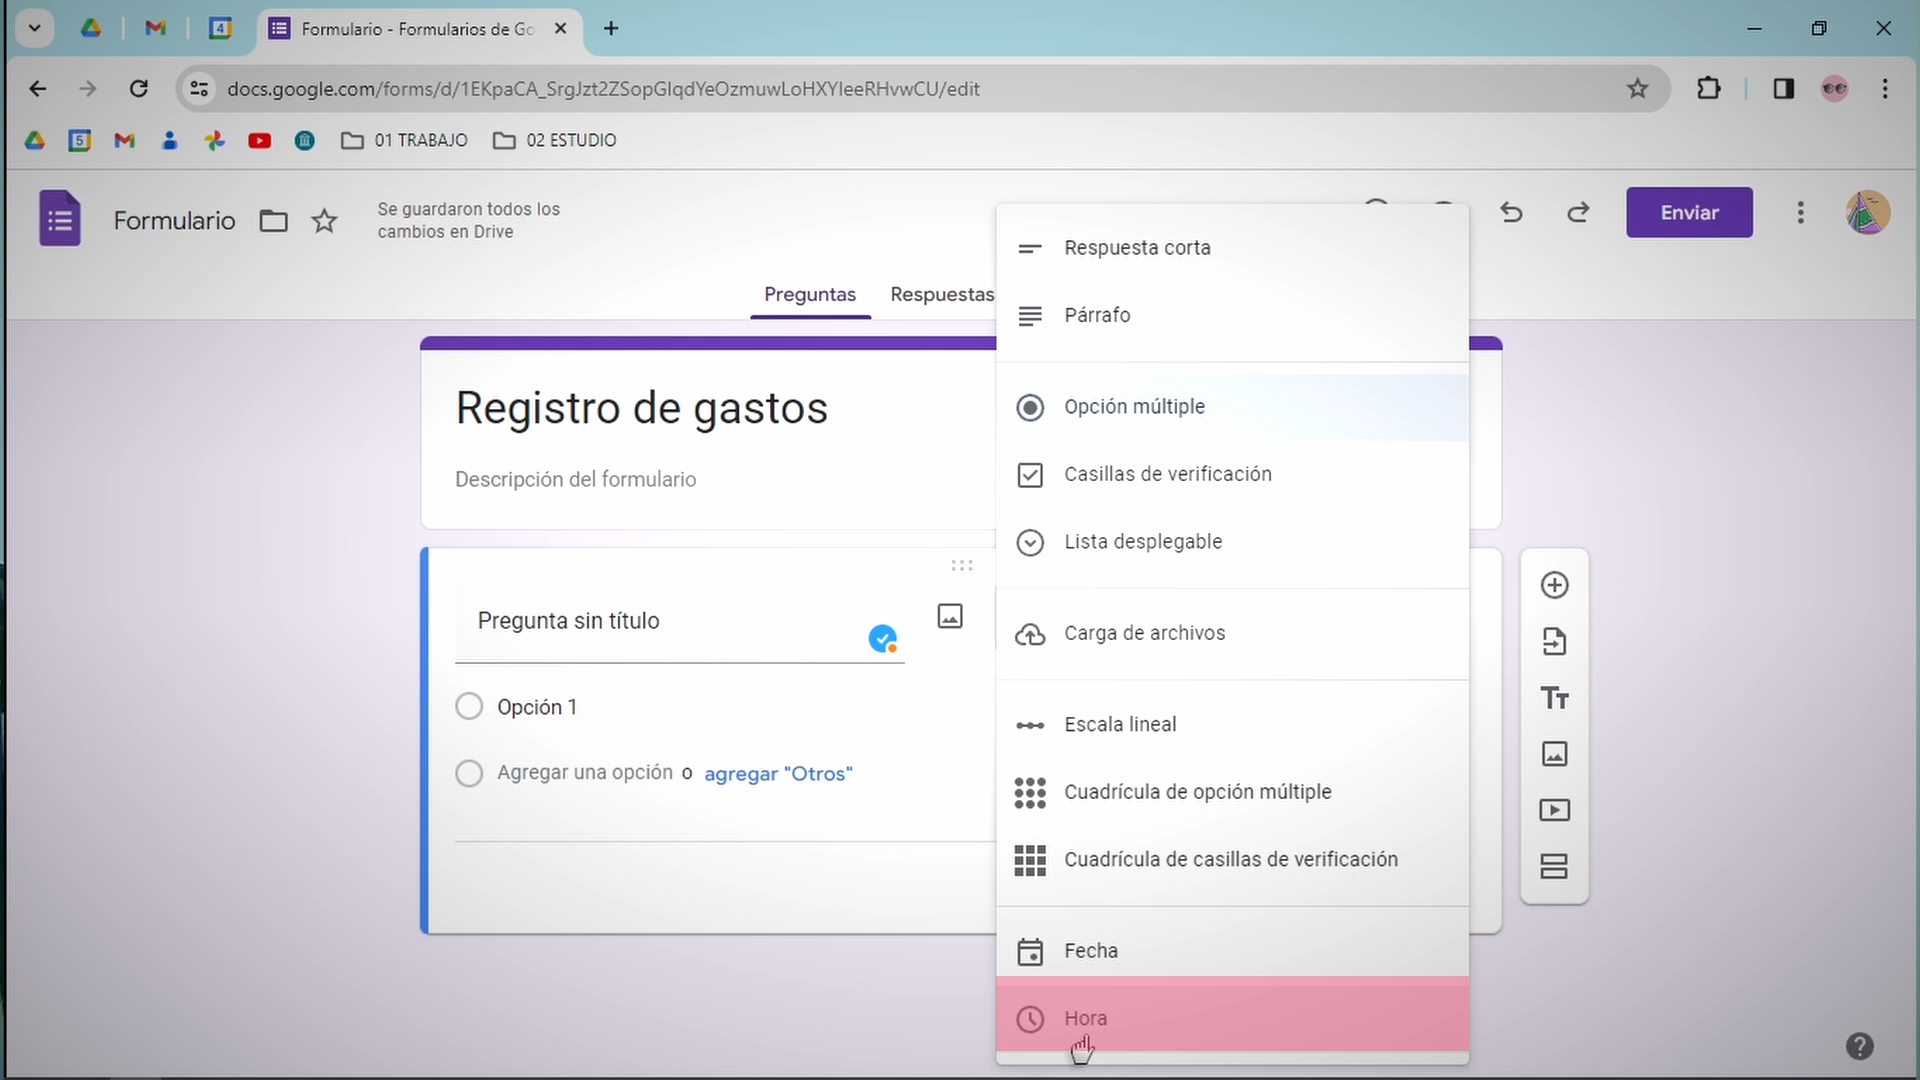 4
Formulario - Formularios de Go
docs.google.com/forms/d/1EKpaCA_SrgJzt2ZSopGlqdYeOzmuwLoHXYleeRHvwCU/edit
5
01 TRABAJO
02 ESTUDIO
Formulario
Se guardaron todos los
cambios en Drive
Enviar
Preguntas
Respuestas
Registro de gastos
Descripción del formulario
Pregunta sin título
Opción 1
Agregar una opción o agregar "Otros"
Respuesta corta
Párrafo
Opción múltiple
Casillas de verificación
Lista desplegable
Carga de archivos
Escala lineal
Cuadrícula de opción múltiple
Cuadrícula de casillas de verificación
Fecha
Hora
Tт
?